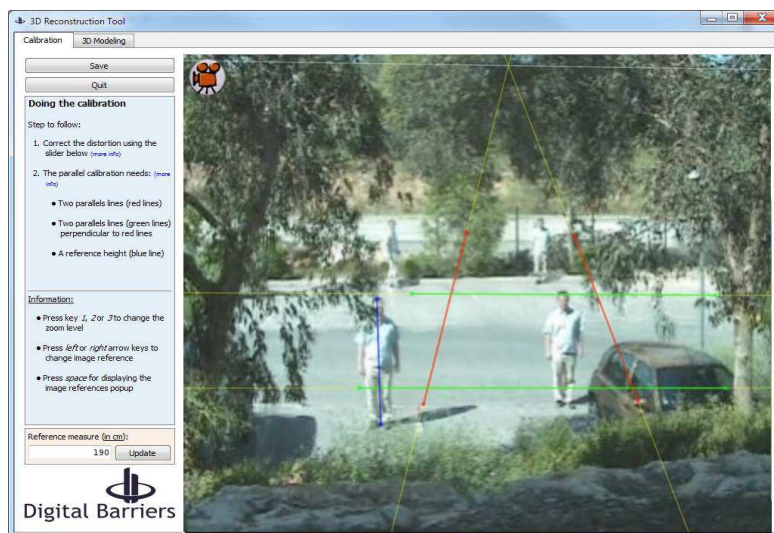 3D Reconstruction Tool
Calibration
3D Modeling
Save
Quit
Doing the calibration
Step to follow:
1. Correct the distortion using the
slider below (more info)
2. The parallel calibration needs: (more
info)
• Two parallels lines (red lines)
• Two parallels lines (green lines)
perpendicular to red lines
• A reference height (blue line)
Information:
• Press key 1, 2 or 3 to change the
zoom level
• Press left or right arrow keys to
change image reference
• Press space for displaying the
image references popup
Reference measure (in cm):
190
Update
Digital Barriers